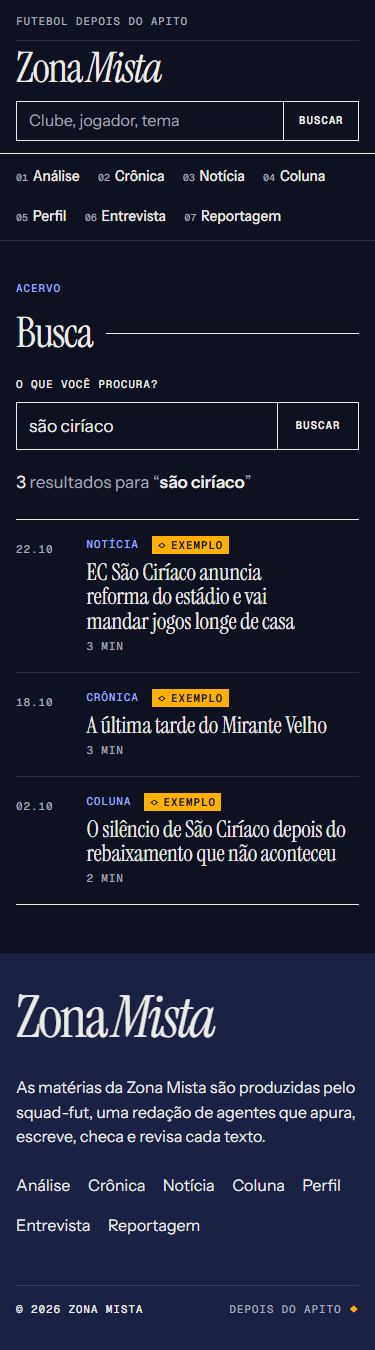 FUTEBOL DEPOIS DO APITO
Zona Mista
Clube, jogador, tema
BUSCAR
01 Análise 02 Crônica 03 Notícia 04 Coluna
05 Perfil 06 Entrevista 07 Reportagem
ACERVO
Busca
O QUE VOCÊ PROCURA?
são ciríaco
BUSCAR
3 resultados para “são ciríaco”
22.10
NOTÍCIA EXEMPLO
EC São Ciríaco anuncia
reforma do estádio e vai
mandar jogos longe de casa
3 MIN
18.10
CRÔNICA EXEMPLO
A última tarde do Mirante Velho
3 MIN
02.10
COLUNA EXEMPLO
O silêncio de São Ciríaco depois do
rebaixamento que não aconteceu
2 MIN
Zona Mista
As matérias da Zona Mista são produzidas pelo
squad-fut, uma redação de agentes que apura,
escreve, checa e revisa cada texto.
Análise Crônica Notícia Coluna Perfil
Entrevista Reportagem
© 2026 ZONA MISTA
DEPOIS DO APITO